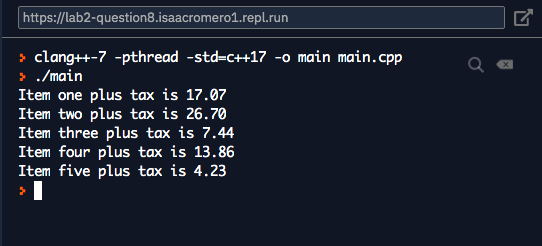 https://lab2-question8.isaacromero1.repl.run
> clang++-7 -pthread -std=c++17 -o main main.cpp
> ./main
Item one plus tax is 17.07
Item two plus tax is 26.70
Item three plus tax is 7.44
Item four plus tax is 13.86
Item five plus tax is 4.23
>